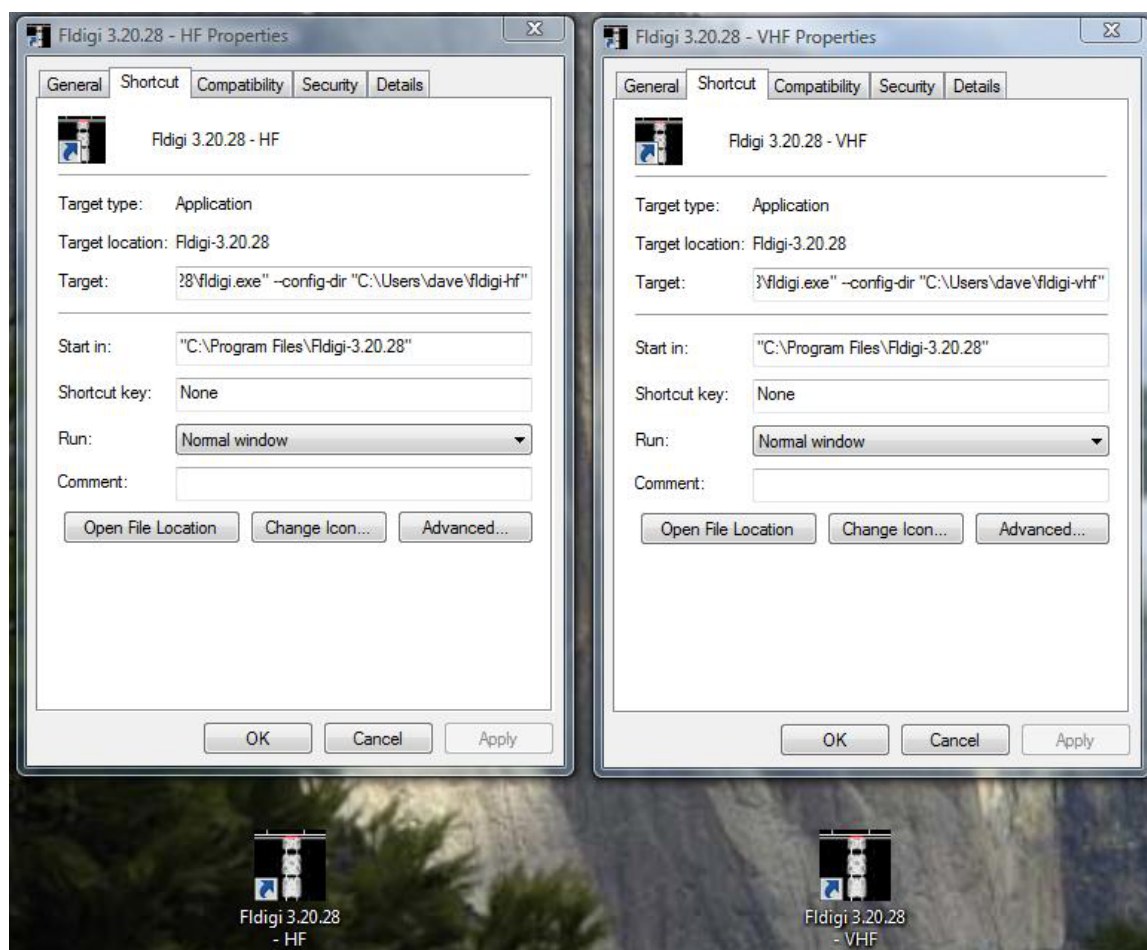 Fldigi 3.20.28 - HF Properties
General Shortcut Compatibility Security Details
Fldigi 3.20.28 - HF
Target type: Application
Target location: Fldigi-3.20.28
Target: 28\fldigi.exe" --config-dir "C:\Users\dave\fldigi-hf"
Start in: "C:\Program Files\Fldigi-3.20.28"
Shortcut key: None
Run: Normal window
Comment:
Open File Location Change Icon... Advanced...
OK Cancel Apply
Fldigi 3.20.28 - VHF Properties
General Shortcut Compatibility Security Details
Fldigi 3.20.28 - VHF
Target type: Application
Target location: Fldigi-3.20.28
Target: \fldigi.exe" --config-dir "C:\Users\dave\fldigi-vhf"
Start in: "C:\Program Files\Fldigi-3.20.28"
Shortcut key: None
Run: Normal window
Comment:
Open File Location Change Icon... Advanced...
OK Cancel Apply
Fldigi 3.20.28
- HF
Fldigi 3.20.28
- VHF